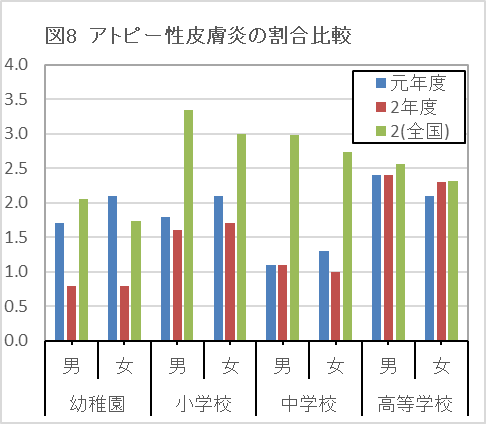 図8 アトピー性皮膚炎の割合比較
4.0
3.5
3.0
2.5
2.0
1.5
1.0
0.5
0.0
元年度
2年度
2(全国)
男 女 男 女 男 女 男 女
幼稚園 小学校 中学校 高等学校